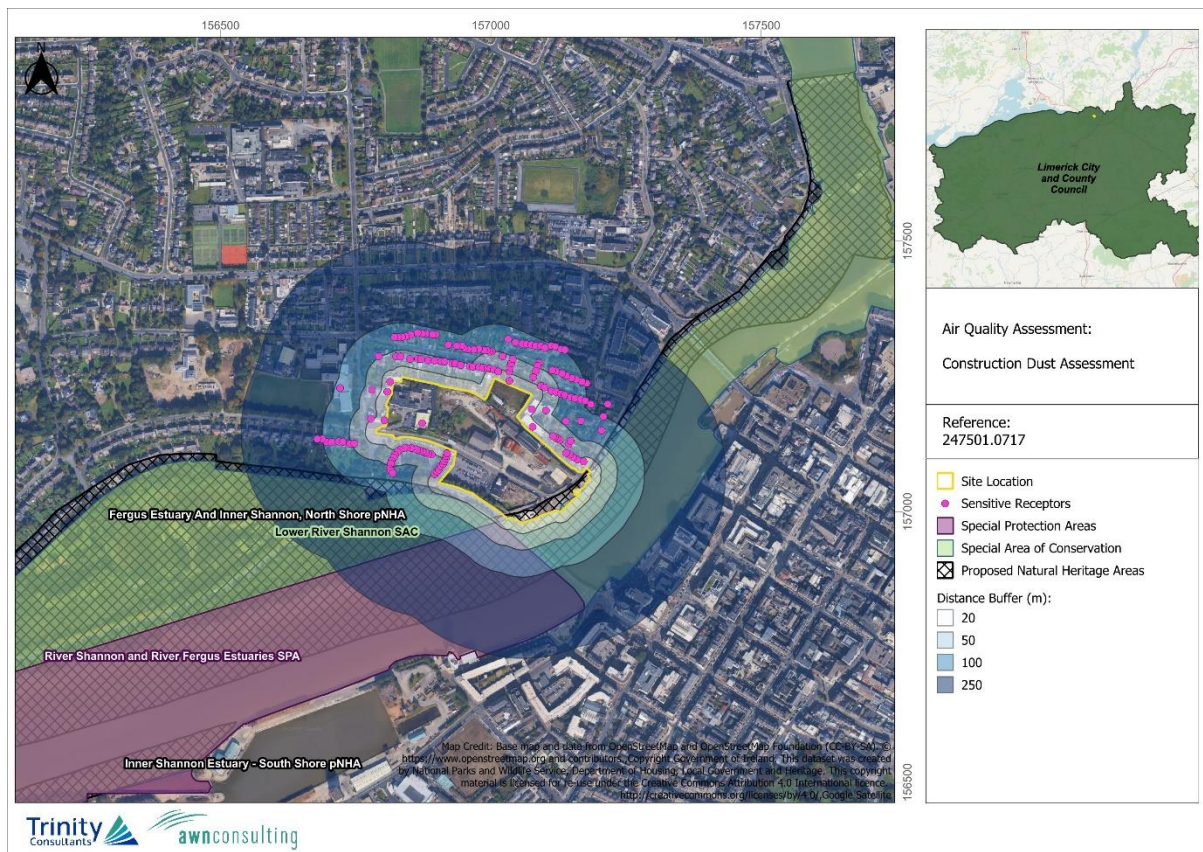 156500
157000
157500
N
157500
157000
156500
Fergus Estuary And Inner Shannon, North Shore pNHA
Lower River Shannon SAC
River Shannon and River Fergus Estuaries SPA
Inner Shannon Estuary - South Shore pNHA
Map Credit: Base map and data from OpenStreetMap and OpenStreetMap Foundation (CC-BY-SA). ©
https://www.openstreetmap.org and contributors.,Copyright Government of Ireland. This dataset was created
by National Parks and Wildlife Service, Department of Housing, Local Government and Heritage. This copyright
material is licensed for re-use under the Creative Commons Attribution 4.0 International licence.
http://creativecommons.org/licenses/by/4.0/,Google Satellite
Limerick City
and County
Council
Air Quality Assessment:
Construction Dust Assessment
Reference:
247501.0717
Site Location
Sensitive Receptors
Special Protection Areas
Special Area of Conservation
Proposed Natural Heritage Areas
Distance Buffer (m):
20
50
100
250
Trinity
Consultants
awnconsulting